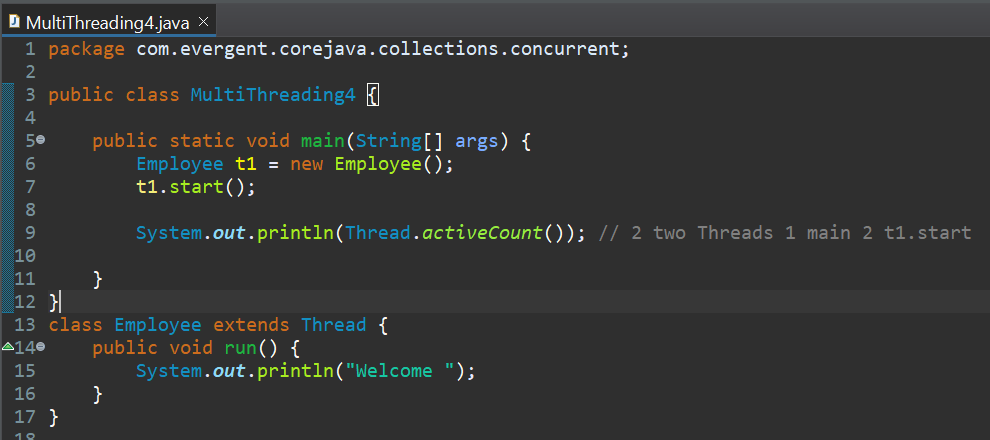 MultiThreading4.java
1 package com.evergent.corejava.collections.concurrent;
2
3 public class MultiThreading4 {
4
5 public static void main(String[] args) {
6 Employee t1 = new Employee();
7 t1.start();
8
9 System.out.println(Thread.activeCount()); // 2 two Threads 1 main 2 t1.start
10
11 }
12 }
13 class Employee extends Thread {
14 public void run() {
15 System.out.println("Welcome ");
16 }
17 }
18